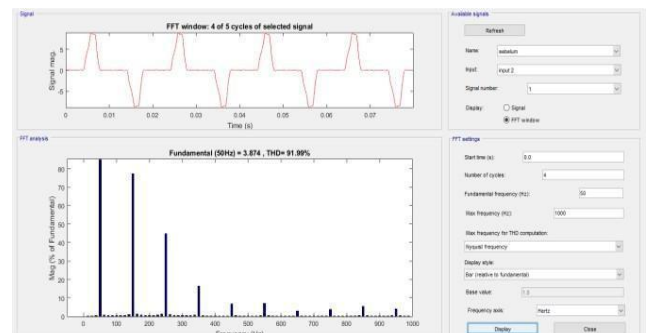 Signal
FFT window: 4 of 5 cycles of selected signal
5
0
-5
Signal mag.
0 0.01 0.02 0.03 0.04 0.05 0.06 0.07
Time (s)
FFT analysis
Fundamental (50Hz) = 3.874 , THD= 91.99%
80
70
60
50
40
30
20
10
0
Mag (% of Fundamental)
0 100 200 300 400 500 600 700 800 900 1000
Frequency (Hz)
Available signals
Refresh
Name: sebelum
Input: input 2
Signal number: 1
Display: Signal
FFT window
FFT settings
Start time (s): 0.0
Number of cycles: 4
Fundamental frequency (Hz): 50
Max frequency (Hz): 1000
Max frequency for THD computation:
Nyquist frequency
Display style:
Bar (relative to fundamental)
Base value: 1.0
Frequency axis: Hertz
Display Close